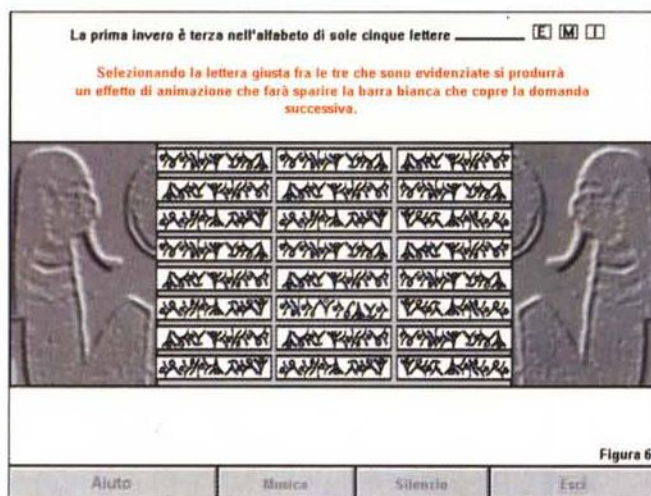 La prima invero è terza nell'alfabeto di sole cinque lettere ________ E M I
Selezionando la lettera giusta fra le tre che sono evidenziate si produrrà
un effetto di animazione che farà sparire la barra bianca che copre la domanda
successiva.
Figura 6
Aiuto Musica Silenzio Esci